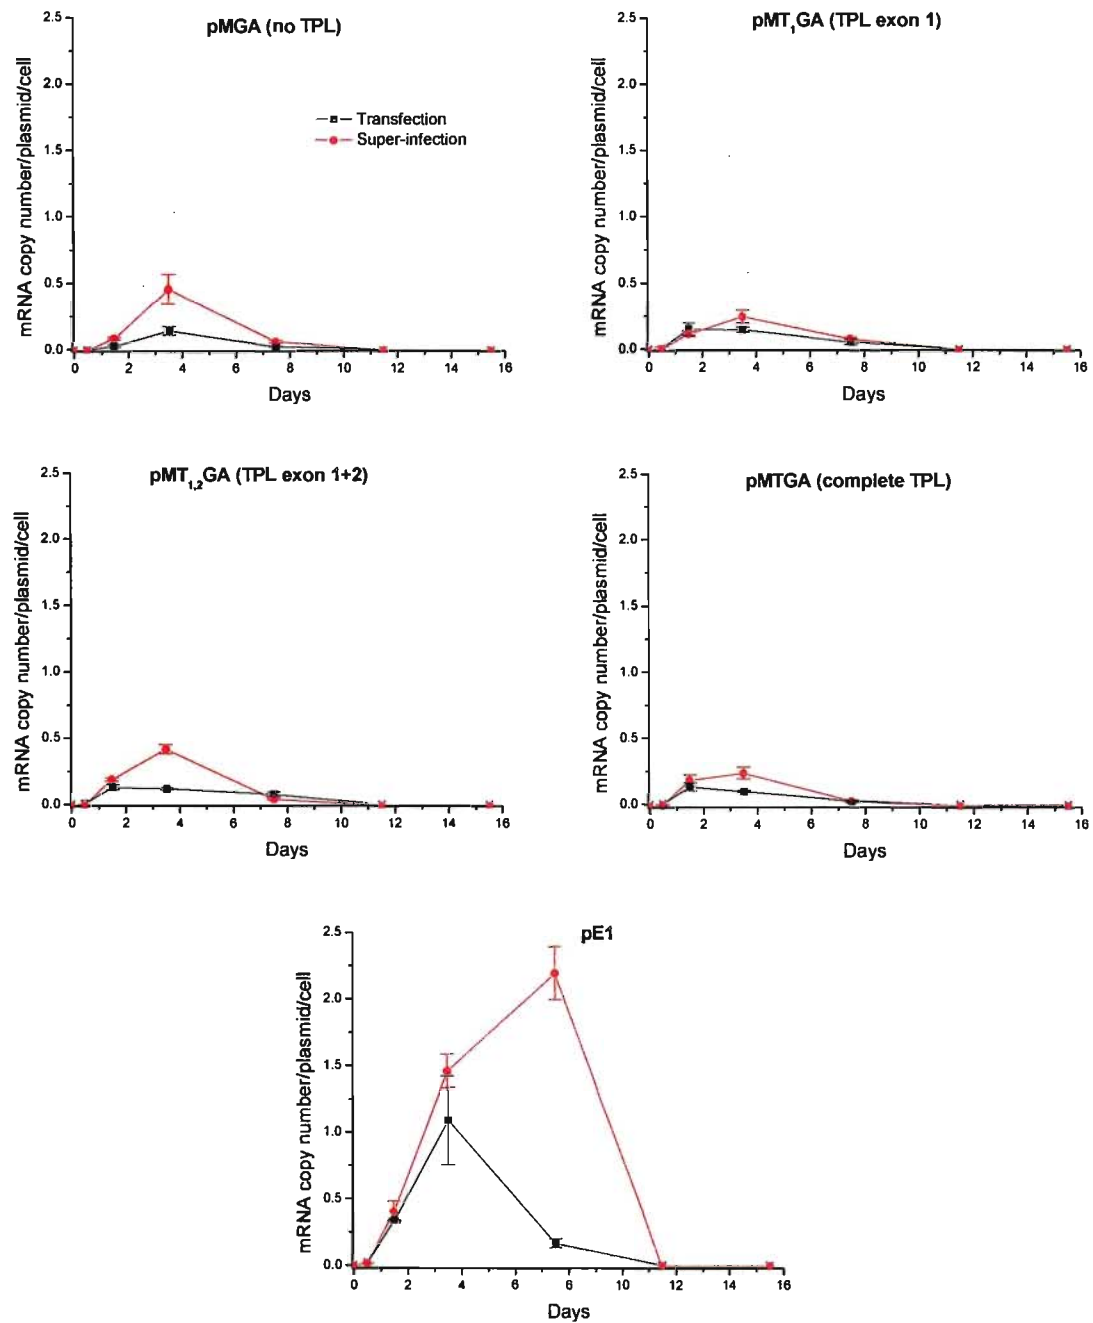 pMGA (no TPL)
mRNA copy number/plasmid/cell
2.5
2.0
1.5
1.0
0.5
0.0
Transfection
Super-infection
0 2 4 6 8 10 12 14 16
Days
pMT₁GA (TPL exon 1)
mRNA copy number/plasmid/cell
2.5
2.0
1.5
1.0
0.5
0.0
0 2 4 6 8 10 12 14 16
Days
pMT₁,₂GA (TPL exon 1+2)
mRNA copy number/plasmid/cell
2.5
2.0
1.5
1.0
0.5
0.0
0 2 4 6 8 10 12 14 16
Days
pMTGA (complete TPL)
mRNA copy number/plasmid/cell
2.5
2.0
1.5
1.0
0.5
0.0
0 2 4 6 8 10 12 14 16
Days
pE1
mRNA copy number/plasmid/cell
2.5
2.0
1.5
1.0
0.5
0.0
0 2 4 6 8 10 12 14 16
Days